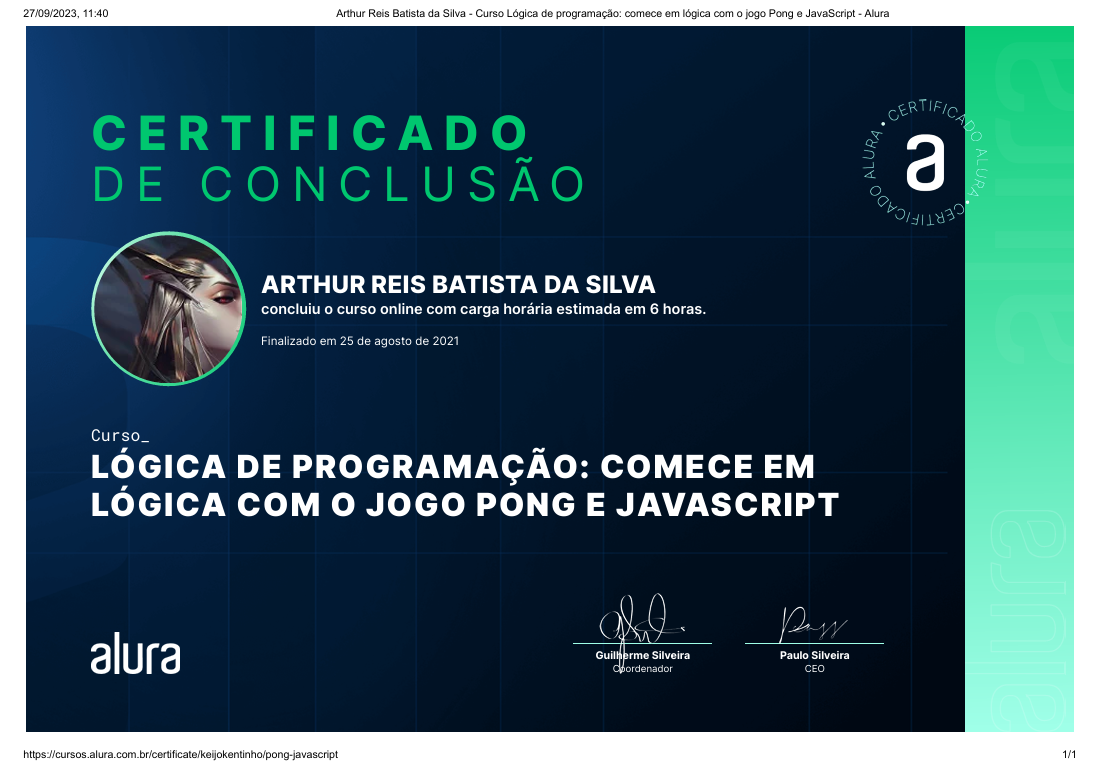 27/09/2023, 11:40
Arthur Reis Batista da Silva - Curso Lógica de programação: comece em lógica com o jogo Pong e JavaScript - Alura
CERTIFICADO
DE CONCLUSÃO
CERTIFICADO ALURA • CERTIFICADO ALURA •
a
ARTHUR REIS BATISTA DA SILVA
concluiu o curso online com carga horária estimada em 6 horas.
Finalizado em 25 de agosto de 2021
Curso_
LÓGICA DE PROGRAMAÇÃO: COMECE EM
LÓGICA COM O JOGO PONG E JAVASCRIPT
alura
Guilherme Silveira
Coordenador
Paulo Silveira
CEO
alura
alura
https://cursos.alura.com.br/certificate/keijokentinho/pong-javascript
1/1